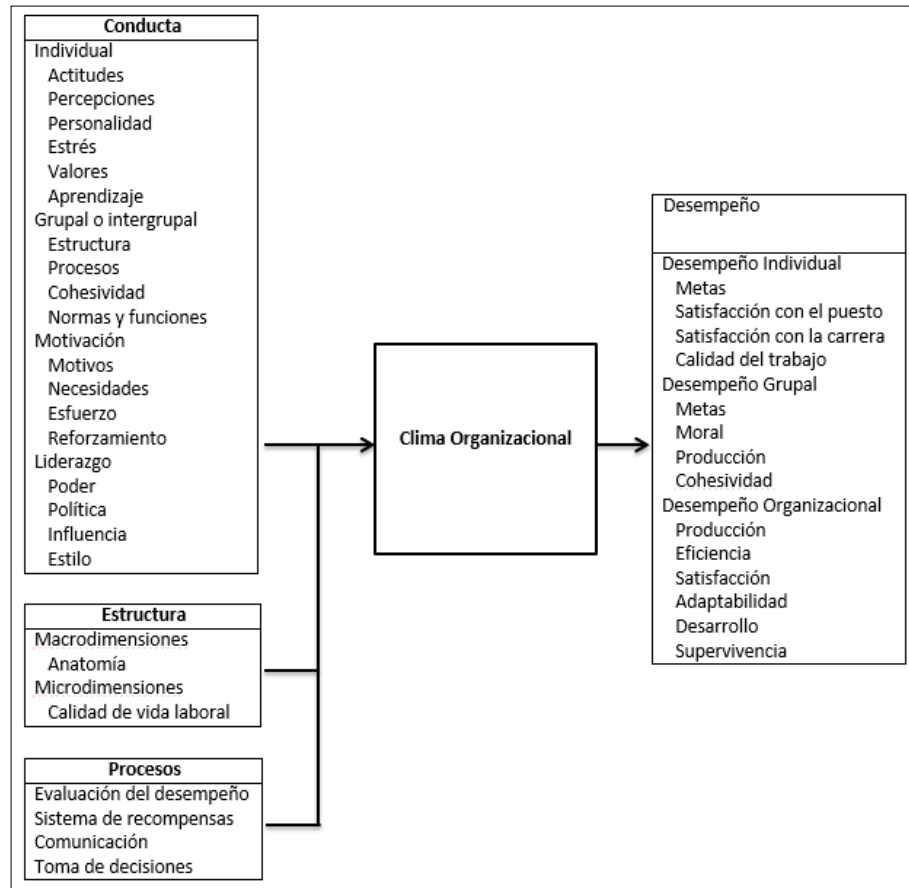 Conducta
Individual
Actitudes
Percepciones
Personalidad
Estrés
Valores
Aprendizaje
Grupal o intergrupal
Estructura
Procesos
Cohesividad
Normas y funciones
Motivación
Motivos
Necesidades
Esfuerzo
Reforzamiento
Liderazgo
Poder
Política
Influencia
Estilo
Estructura
Macrodimensiones
Anatomía
Microdimensiones
Calidad de vida laboral
Procesos
Evaluación del desempeño
Sistema de recompensas
Comunicación
Toma de decisiones
Clima Organizacional
Desempeño
Desempeño Individual
Metas
Satisfacción con el puesto
Satisfacción con la carrera
Calidad del trabajo
Desempeño Grupal
Metas
Moral
Producción
Cohesividad
Desempeño Organizacional
Producción
Eficiencia
Satisfacción
Adaptabilidad
Desarrollo
Supervivencia